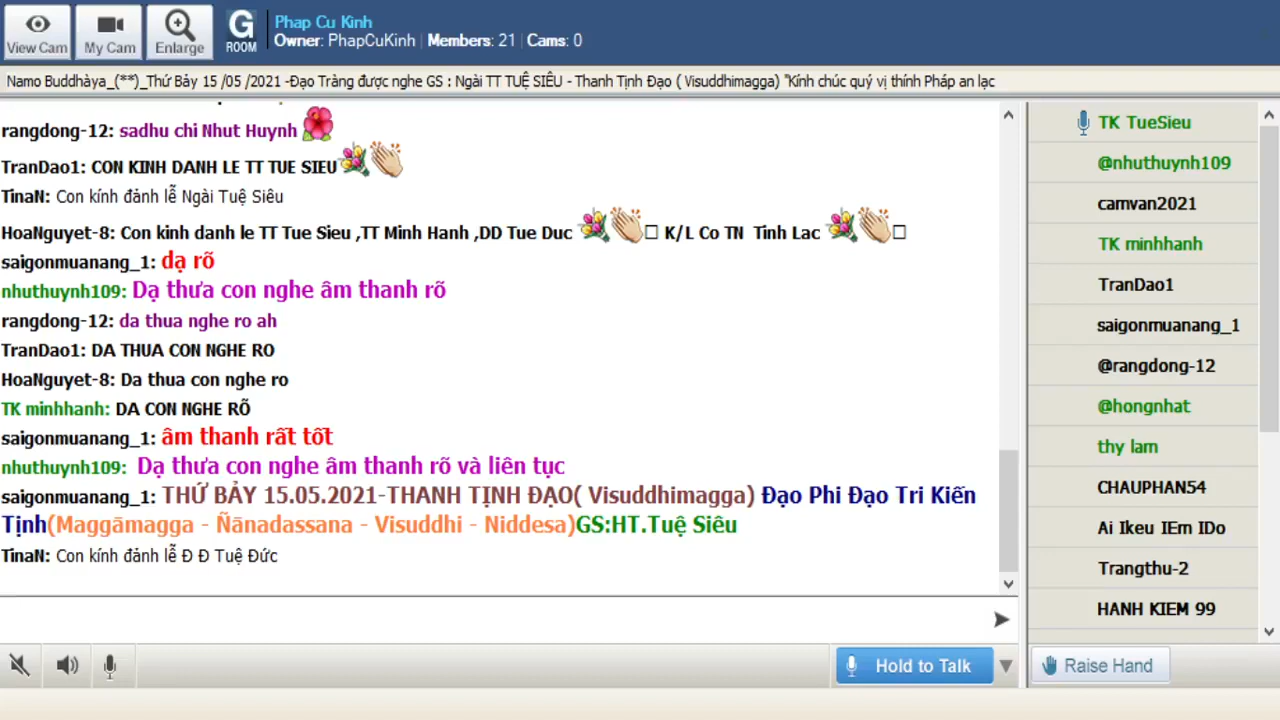 View Cam
My Cam
Enlarge
G
ROOM
Phap Cu Kinh
Owner: PhapCuKinh | Members: 21 | Cams: 0
Namo Buddhàya_(**)_Thứ Bảy 15 /05 /2021 -Đạo Tràng được nghe GS : Ngài TT TUỆ SIÊU - Thanh Tịnh Đạo ( Visuddhimagga) "Kính chúc quý vị thính Pháp an lạc
rangdong-12: sadhu chi Nhut Huynh
TranDao1: CON KINH DANH LE TT TUE SIEU
TinaN: Con kính đảnh lễ Ngài Tuệ Siêu
HoaNguyet-8: Con kinh danh le TT Tue Sieu ,TT Minh Hanh ,DD Tue Duc K/L Co TN Tinh Lac
saigonmuanang_1: dạ rõ
nhuthuynh109: Dạ thưa con nghe âm thanh rõ
rangdong-12: da thua nghe ro ah
TranDao1: DA THUA CON NGHE RO
HoaNguyet-8: Da thua con nghe ro
TK minhhanh: DA CON NGHE RÕ
saigonmuanang_1: âm thanh rất tốt
nhuthuynh109: Dạ thưa con nghe âm thanh rõ và liên tục
saigonmuanang_1: THỨ BẢY 15.05.2021-THANH TỊNH ĐẠO( Visuddhimagga) Đạo Phi Đạo Tri Kiến
Tịnh(Maggāmagga - Ñānadassana - Visuddhi - Niddesa)GS:HT.Tuệ Siêu
TinaN: Con kính đảnh lễ Đ Đ Tuệ Đức
TK TueSieu
@nhuthuynh109
camvan2021
TK minhhanh
TranDao1
saigonmuanang_1
@rangdong-12
@hongnhat
thy lam
CHAUPHAN54
Ai Ikeu IEm IDo
Trangthu-2
HANH KIEM 99
Hold to Talk
Raise Hand